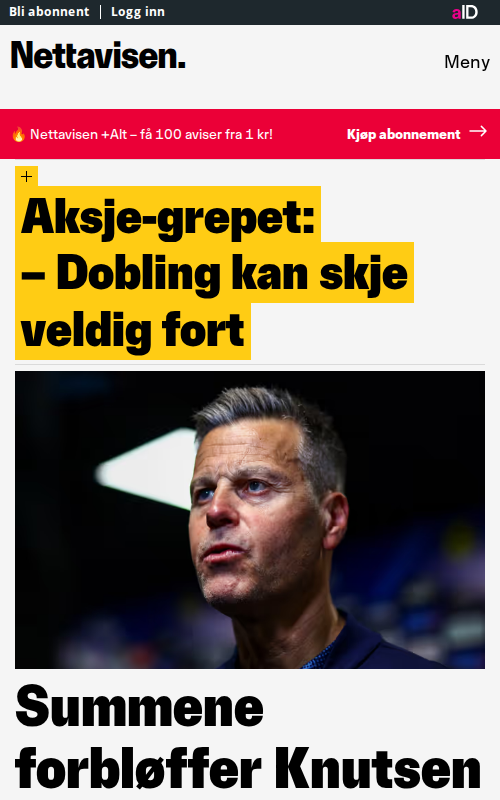 Bli abonnent | Logg inn
aID
Nettavisen.
Meny
🔥 Nettavisen +Alt – få 100 aviser fra 1 kr!
Kjøp abonnement →
+
Aksje-grepet:
– Dobling kan skje
veldig fort
Summene
forbløffer Knutsen